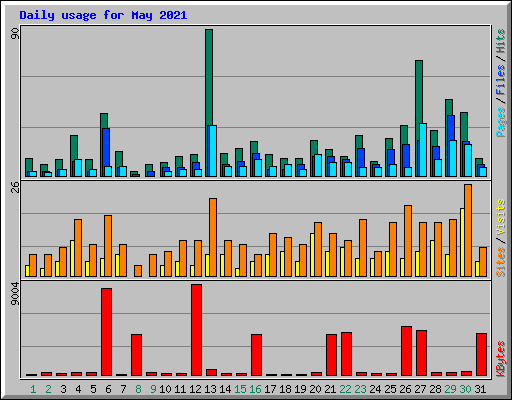 Daily usage for May 2021
90
Pages / Files / Hits
26
Sites / Visits
9004
KBytes
1 2 3 4 5 6 7 8 9 10 11 12 13 14 15 16 17 18 19 20 21 22 23 24 25 26 27 28 29 30 31